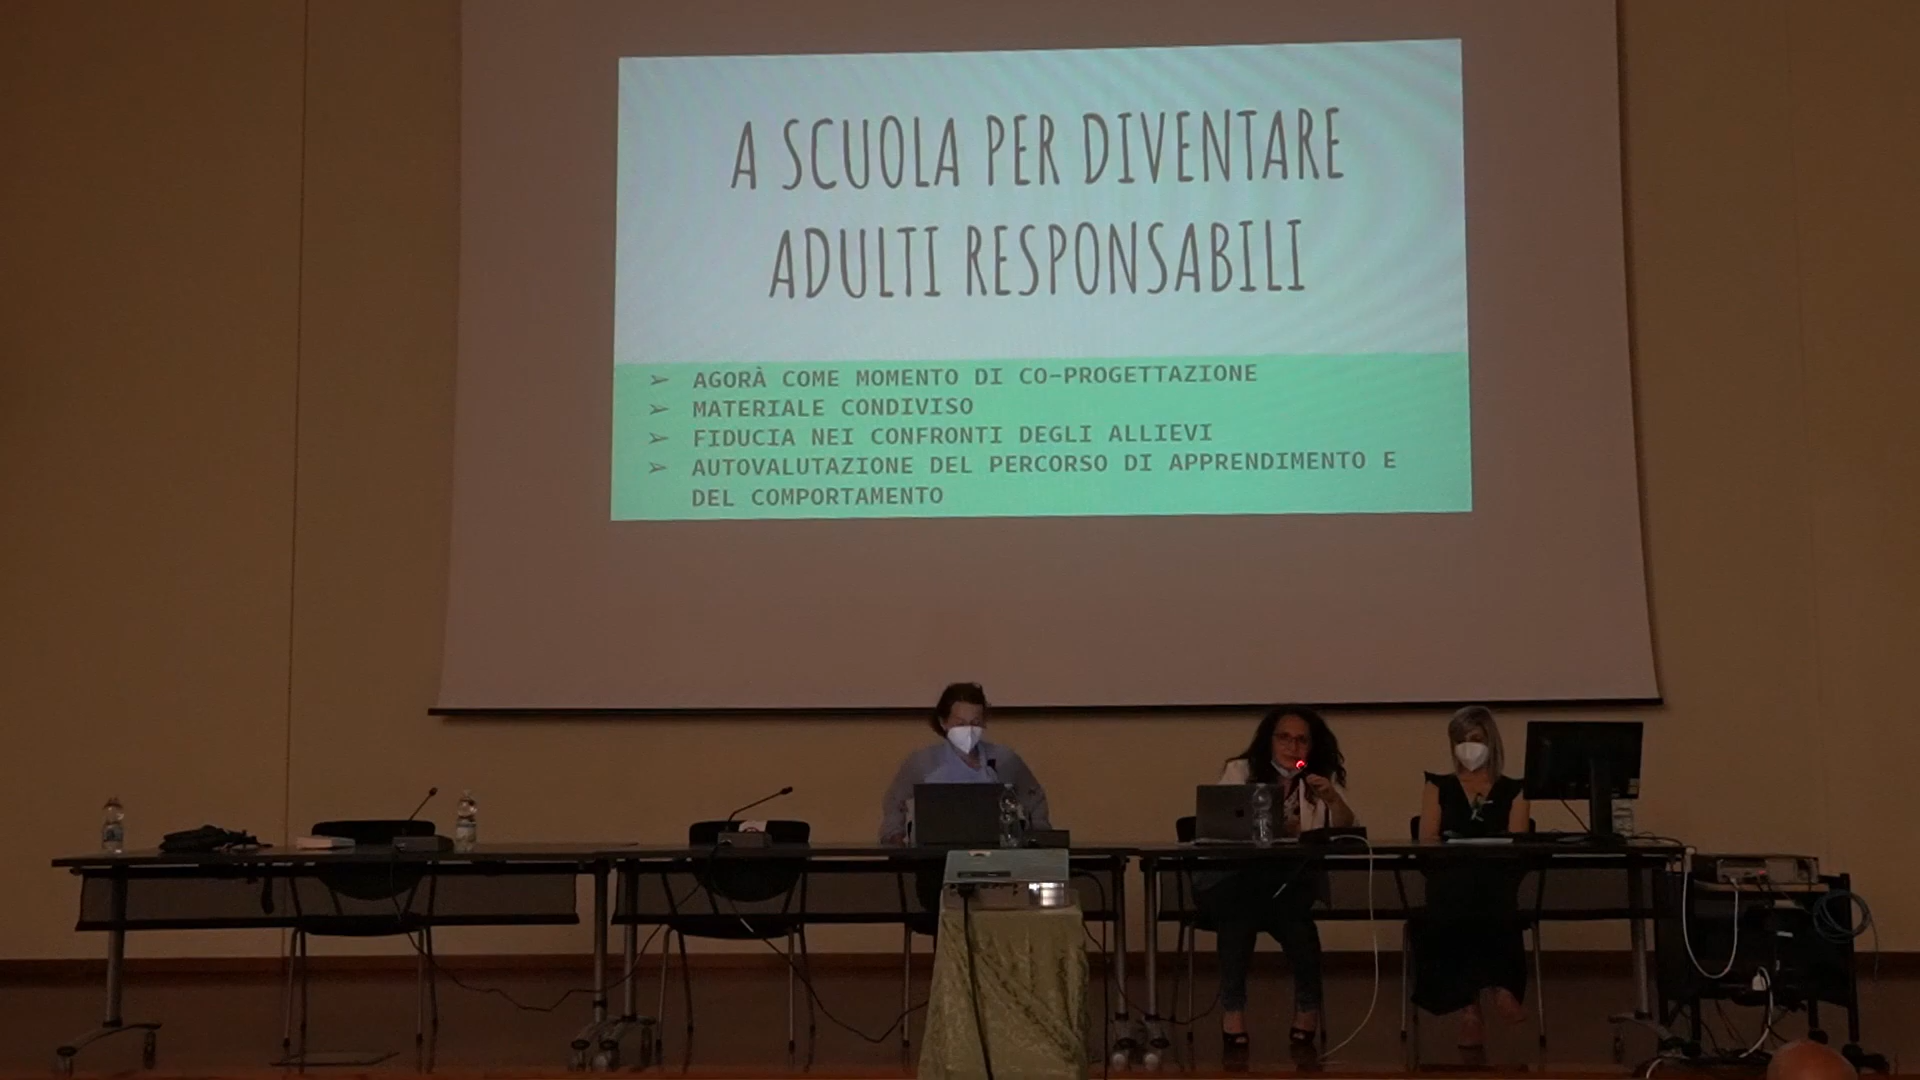 A SCUOLA PER DIVENTARE
ADULTI RESPONSABILI
➢ AGORÀ COME MOMENTO DI CO-PROGETTAZIONE
➢ MATERIALE CONDIVISO
➢ FIDUCIA NEI CONFRONTI DEGLI ALLIEVI
➢ AUTOVALUTAZIONE DEL PERCORSO DI APPRENDIMENTO E
DEL COMPORTAMENTO